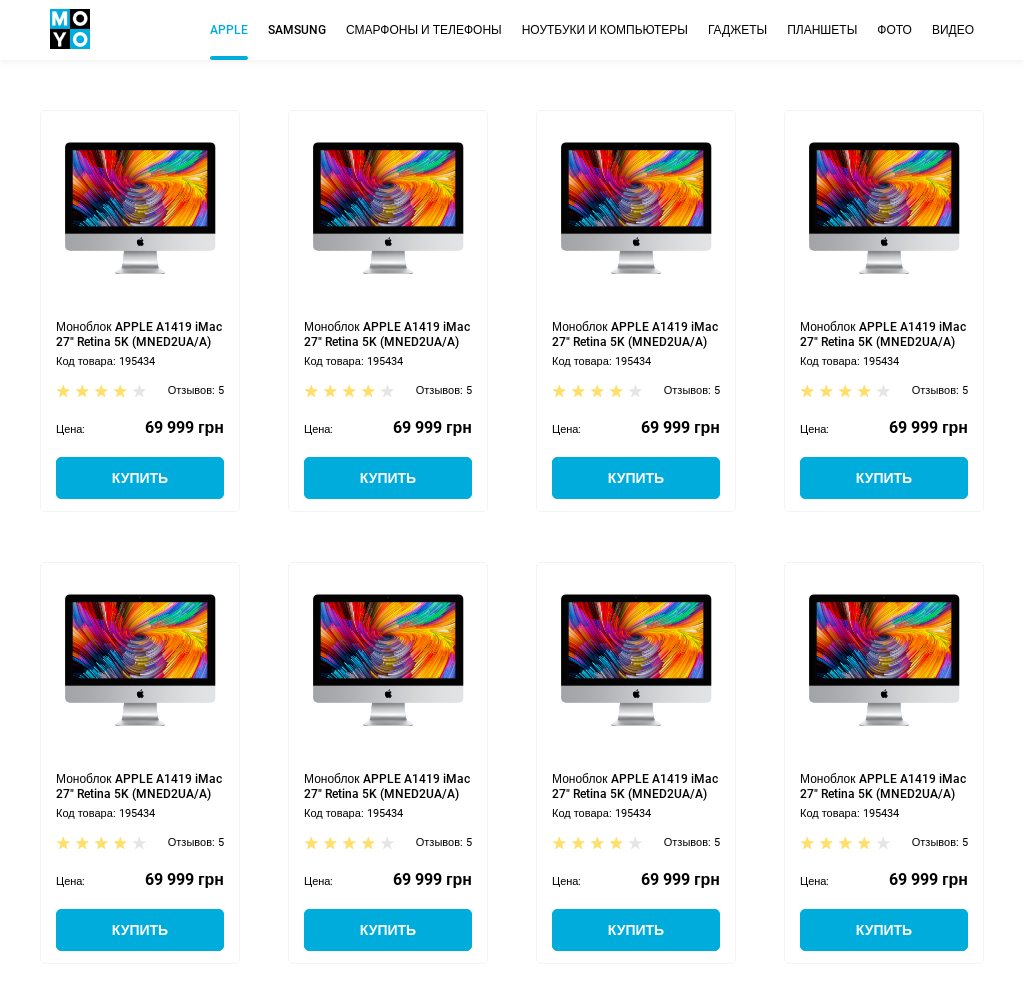 MOYO
APPLE SAMSUNG СМАРФОНЫ И ТЕЛЕФОНЫ НОУТБУКИ И КОМПЬЮТЕРЫ ГАДЖЕТЫ ПЛАНШЕТЫ ФОТО ВИДЕО
Моноблок APPLE A1419 iMac
27" Retina 5K (MNED2UA/A)
Код товара: 195434
Отзывов: 5
Цена: 69 999 грн
КУПИТЬ
Моноблок APPLE A1419 iMac
27" Retina 5K (MNED2UA/A)
Код товара: 195434
Отзывов: 5
Цена: 69 999 грн
КУПИТЬ
Моноблок APPLE A1419 iMac
27" Retina 5K (MNED2UA/A)
Код товара: 195434
Отзывов: 5
Цена: 69 999 грн
КУПИТЬ
Моноблок APPLE A1419 iMac
27" Retina 5K (MNED2UA/A)
Код товара: 195434
Отзывов: 5
Цена: 69 999 грн
КУПИТЬ
Моноблок APPLE A1419 iMac
27" Retina 5K (MNED2UA/A)
Код товара: 195434
Отзывов: 5
Цена: 69 999 грн
КУПИТЬ
Моноблок APPLE A1419 iMac
27" Retina 5K (MNED2UA/A)
Код товара: 195434
Отзывов: 5
Цена: 69 999 грн
КУПИТЬ
Моноблок APPLE A1419 iMac
27" Retina 5K (MNED2UA/A)
Код товара: 195434
Отзывов: 5
Цена: 69 999 грн
КУПИТЬ
Моноблок APPLE A1419 iMac
27" Retina 5K (MNED2UA/A)
Код товара: 195434
Отзывов: 5
Цена: 69 999 грн
КУПИТЬ